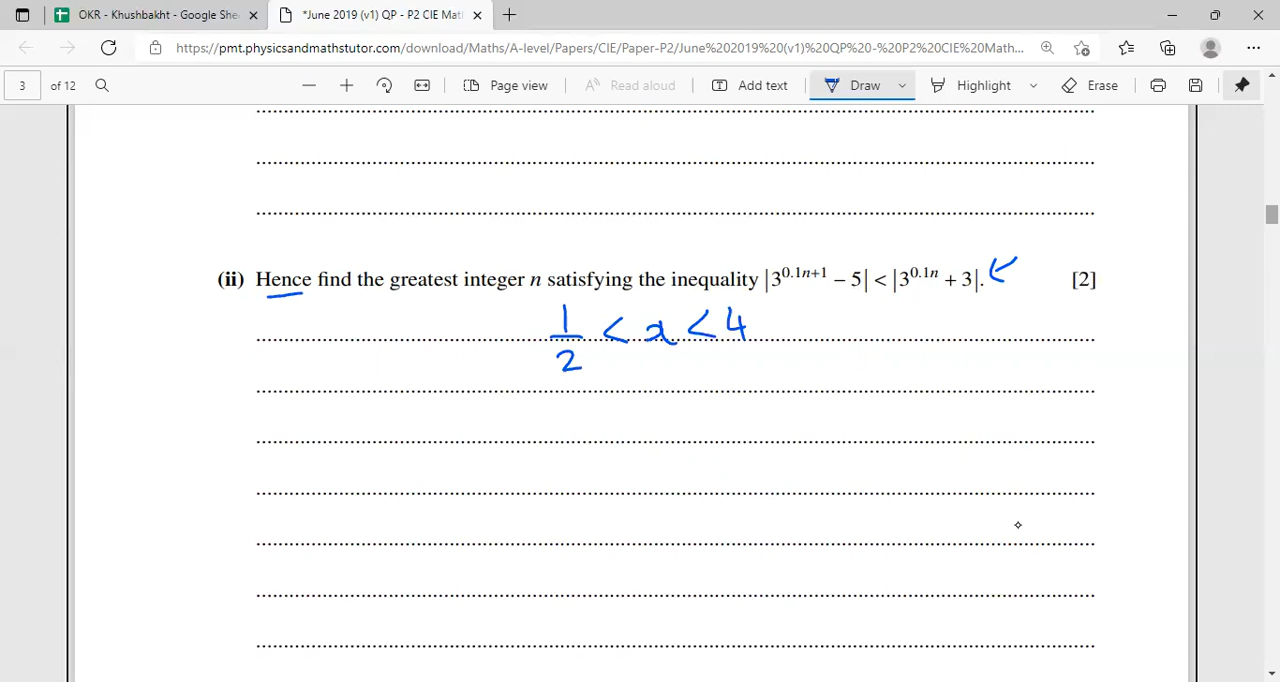 OKR - Khushbakht - Google She
*June 2019 (v1) QP - P2 CIE Mat
https://pmt.physicsandmathstutor.com/download/Maths/A-level/Papers/CIE/Paper-P2/June%202019%20(v1)%20QP%20-%20P2%20CIE%20Math...
3 of 12
Page view
Read aloud
Add text
Draw
Highlight
Erase
(ii) Hence find the greatest integer n satisfying the inequality |3^{0.1n+1} − 5| < |3^{0.1n} + 3|. [2]
1/2 < x < 4